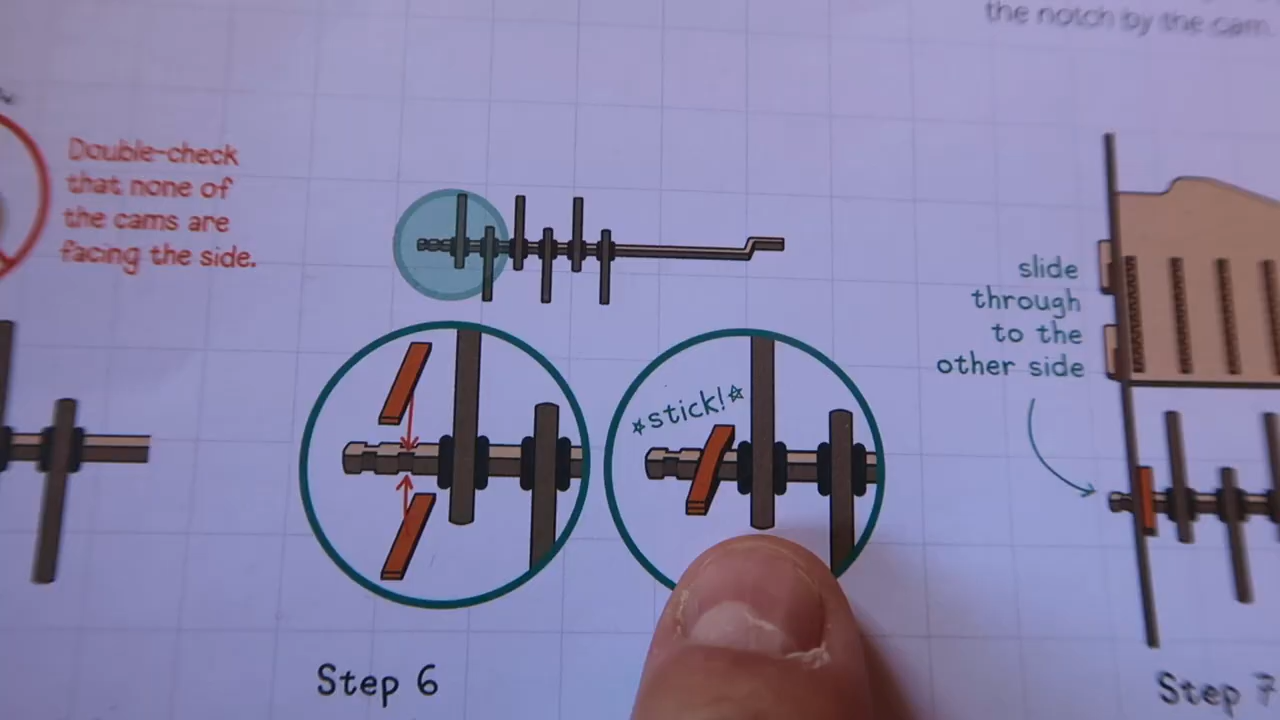 the notch by the cam.
Double-check
that none of
the cams are
facing the side.
stick!
slide
through
to the
other side
Step 6
Step 7